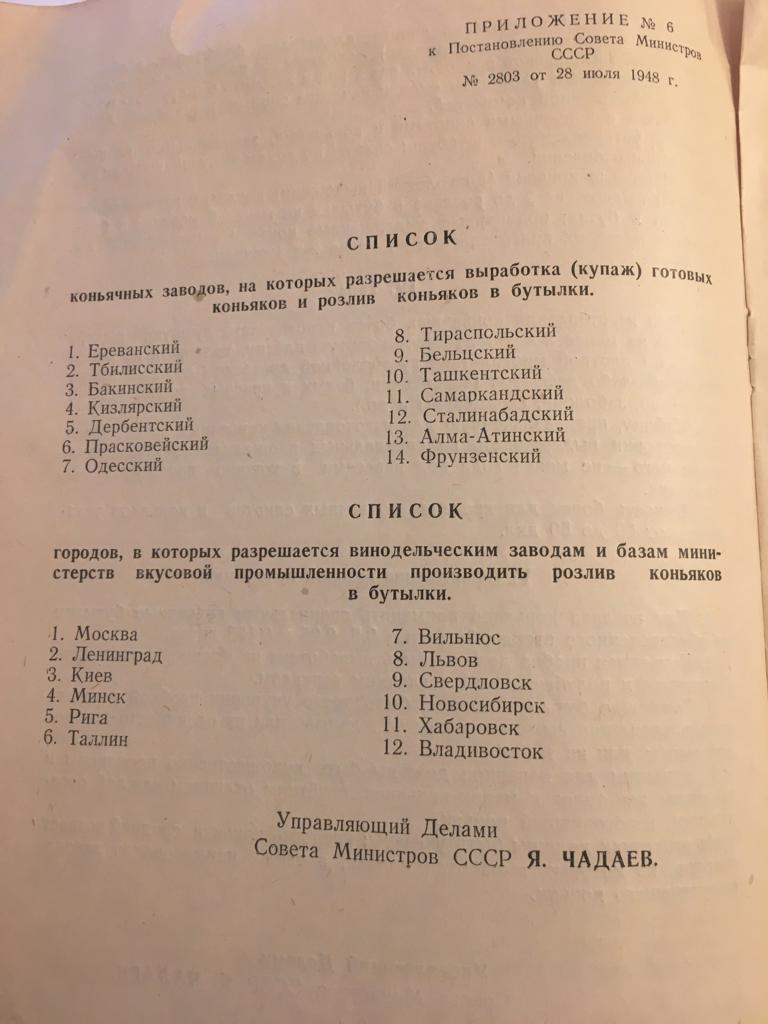 ПРИЛОЖЕНИЕ № 6
к Постановлению Совета Министров
СССР
№ 2803 от 28 июля 1948 г.
СПИСОК
коньячных заводов, на которых разрешается выработка (купаж) готовых
коньяков и розлив коньяков в бутылки.
1. Ереванский
2. Тбилисский
3. Бакинский
4. Кизлярский
5. Дербентский
6. Прасковейский
7. Одесский
8. Тираспольский
9. Бельцский
10. Ташкентский
11. Самаркандский
12. Сталинабадский
13. Алма-Атинский
14. Фрунзенский
СПИСОК
городов, в которых разрешается винодельческим заводам и базам мини-
стерств вкусовой промышленности производить розлив коньяков
в бутылки.
1. Москва
2. Ленинград
3. Киев
4. Минск
5. Рига
6. Таллин
7. Вильнюс
8. Львов
9. Свердловск
10. Новосибирск
11. Хабаровск
12. Владивосток
Управляющий Делами
Совета Министров СССР Я. ЧАДАЕВ.